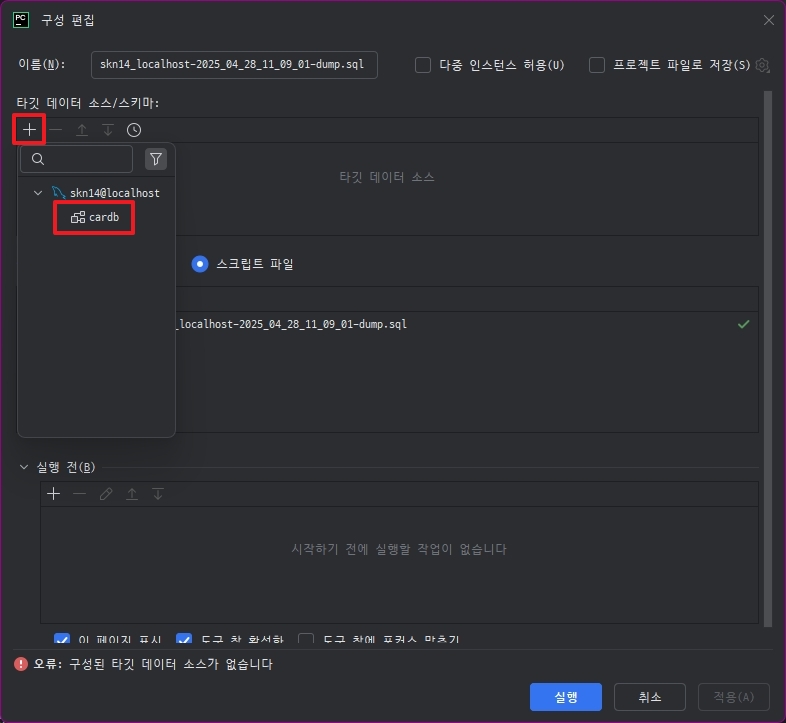 PC
구성 편집
이름(N): skn14_localhost-2025_04_28_11_09_01-dump.sql 다중 인스턴스 허용(U) 프로젝트 파일로 저장(S)
타깃 데이터 소스/스키마:
타깃 데이터 소스
skn14@localhost
cardb
스크립트 파일
_localhost-2025_04_28_11_09_01-dump.sql
실행 전(B)
시작하기 전에 실행할 작업이 없습니다
이 페이지 표시 도구 창 활성화 도구 창에 포커스 맞추기
오류: 구성된 타깃 데이터 소스가 없습니다
실행 취소 적용(A)